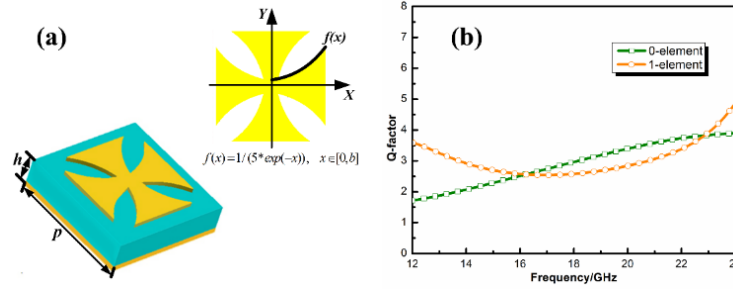 (a)
Y
f(x)
X
f(x)=1/(5*exp(-x)), x∈[0,b]
h
p
(b)
0-element
1-element
Q-factor
8
7
6
5
4
3
2
1
0
12
14
16
18
20
22
Frequency/GHz